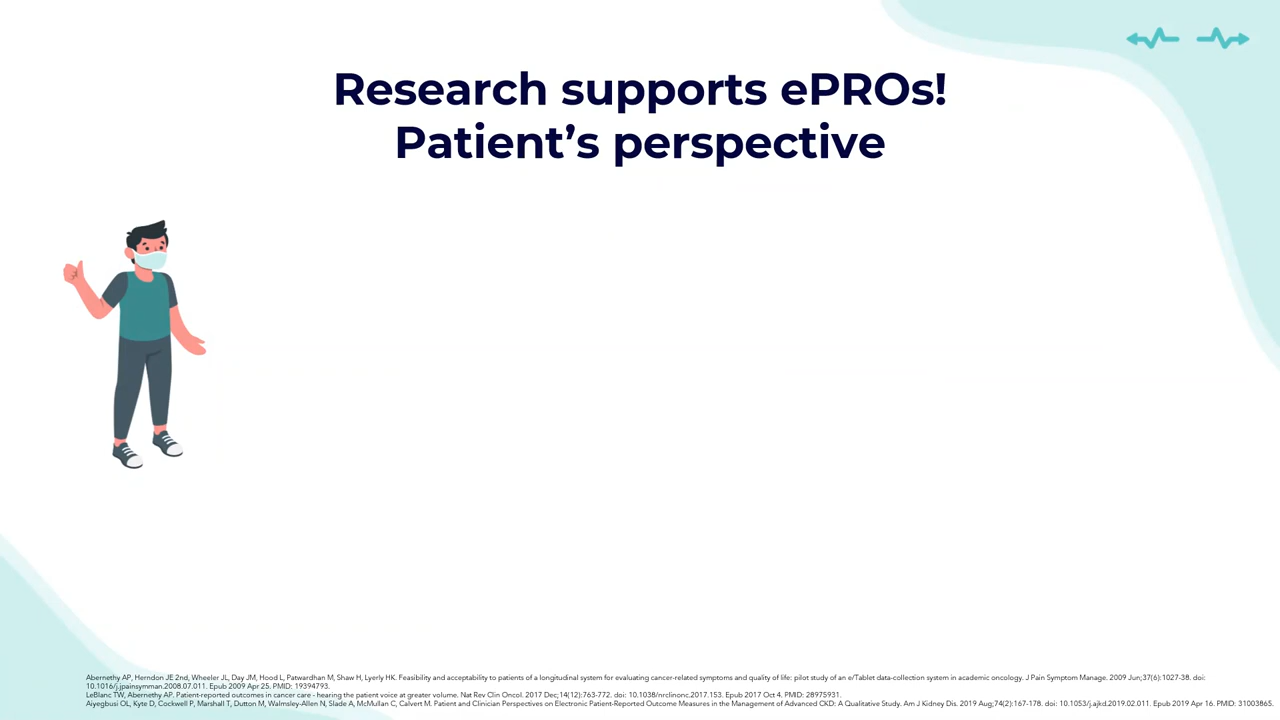 Research supports ePROs!
Patient’s perspective
Abernethy AP, Herndon JE 2nd, Wheeler JL, Day JM, Hood L, Patwardhan M, Shaw H, Lyerly HK. Feasibility and acceptability to patients of a longitudinal system for evaluating cancer-related symptoms and quality of life: pilot study of an e/Tablet data-collection system in academic oncology. J Pain Symptom Manage. 2009 Jun;37(6):1027-38. doi:
10.1016/j.jpainsymman.2008.07.011. Epub 2009 Apr 25. PMID: 19394793.
LeBlanc TW, Abernethy AP. Patient-reported outcomes in cancer care - hearing the patient voice at greater volume. Nat Rev Clin Oncol. 2017 Dec;14(12):763-772. doi: 10.1038/nrclinonc.2017.153. Epub 2017 Oct 4. PMID: 28975931.
Aiyegbusi OL, Kyte D, Cockwell P, Marshall T, Dutton M, Walmsley-Allen N, Slade A, McMullan C, Calvert M. Patient and Clinician Perspectives on Electronic Patient-Reported Outcome Measures in the Management of Advanced CKD: A Qualitative Study. Am J Kidney Dis. 2019 Aug;74(2):167-178. doi: 10.1053/j.ajkd.2019.02.011. Epub 2019 Apr 16. PMID: 31003865.